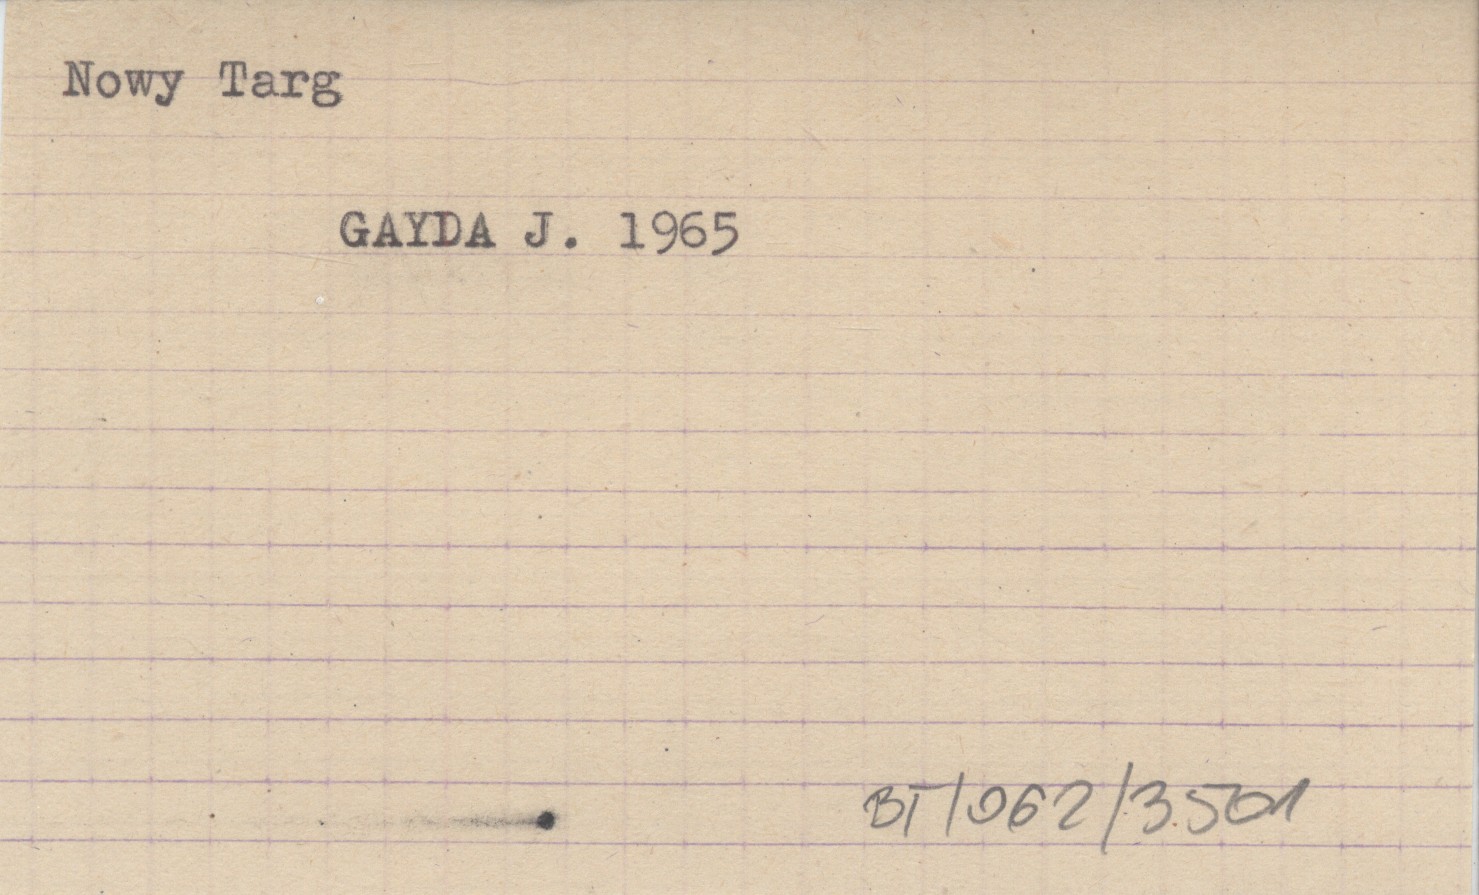 Nowy Targ
GAYDA J. 1965
BT/062/3501